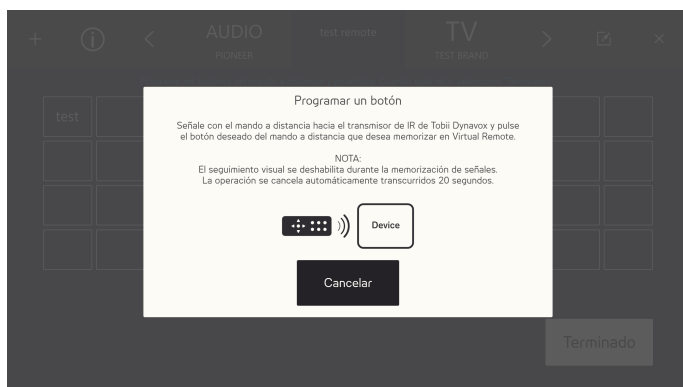 + i < AUDIO test remote TV > ×
PIONEER TEST BRAND
test
Programar un botón
Señale con el mando a distancia hacia el transmisor de IR de Tobii Dynavox y pulse
el botón deseado del mando a distancia que desea memorizar en Virtual Remote.
NOTA:
El seguimiento visual se deshabilita durante la memorización de señales.
La operación se cancela automáticamente transcurridos 20 segundos.
Device
Cancelar
Terminado